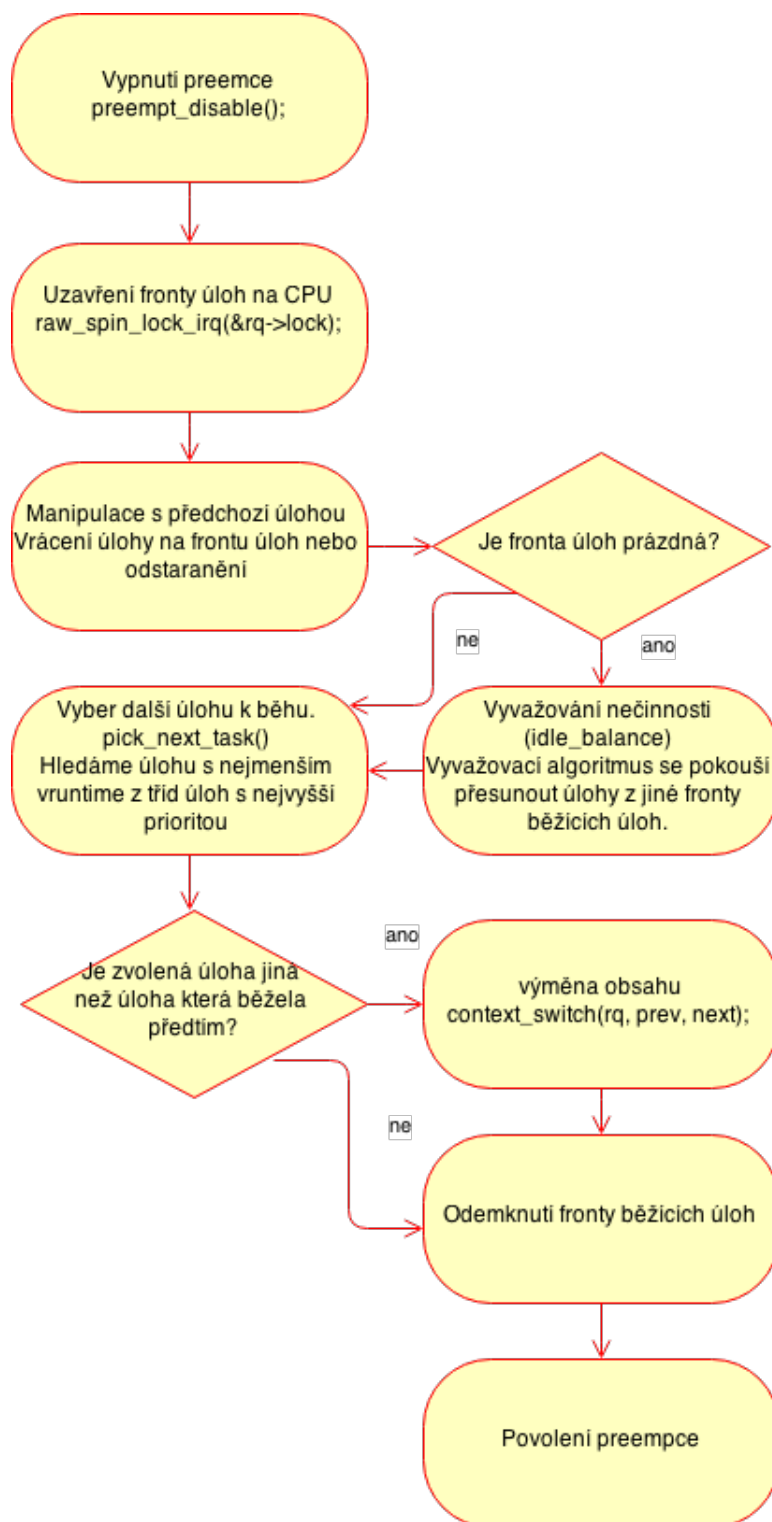 Vypnutí preemce
preempt_disable();
Uzavření fronty úloh na CPU
raw_spin_lock_irq(&rq->lock);
Manipulace s předchozí úlohou
Vrácení úlohy na frontu úloh nebo
odstaranění
Je fronta úloh prázdná?
ne
ano
Vyber další úlohu k běhu.
pick_next_task()
Hledáme úlohu s nejmenším
vruntime z tříd úloh s nejvyšší
prioritou
Vyvažování nečinnosti
(idle_balance)
Vyvažovací algoritmus se pokouší
přesunout úlohy z jiné fronty
běžících úloh.
Je zvolená úloha jiná
než úloha která běžela
předtím?
ano
výměna obsahu
context_switch(rq, prev, next);
ne
Odemknutí fronty běžících úloh
Povolení preempce